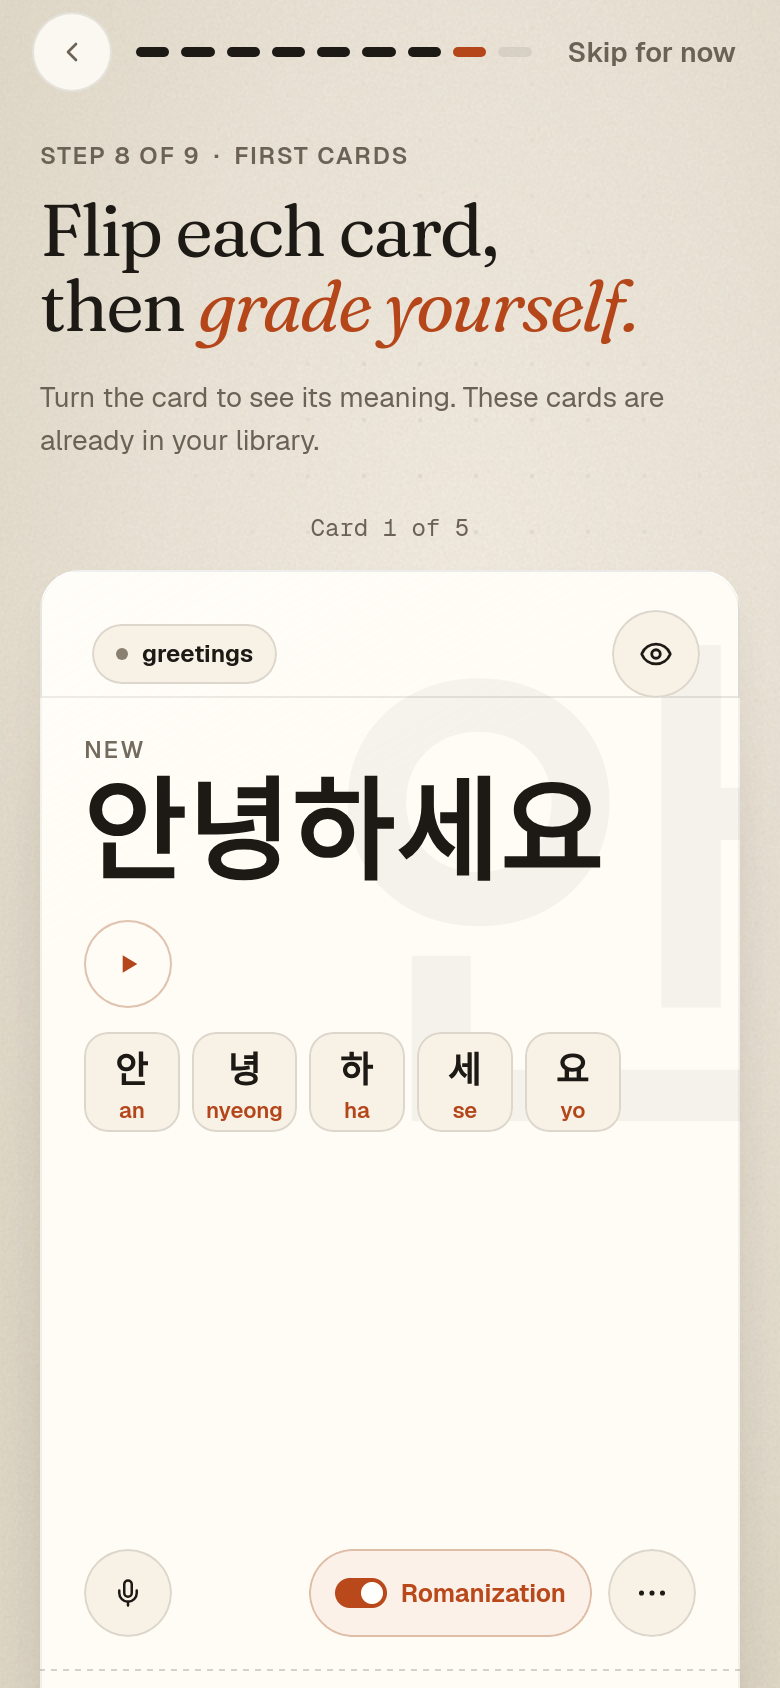 Skip for now
STEP 8 OF 9 · FIRST CARDS
Flip each card,
then grade yourself.
Turn the card to see its meaning. These cards are
already in your library.
Card 1 of 5
greetings
NEW
안녕하세요
안 녕 하 세 요
an nyeong ha se yo
Romanization